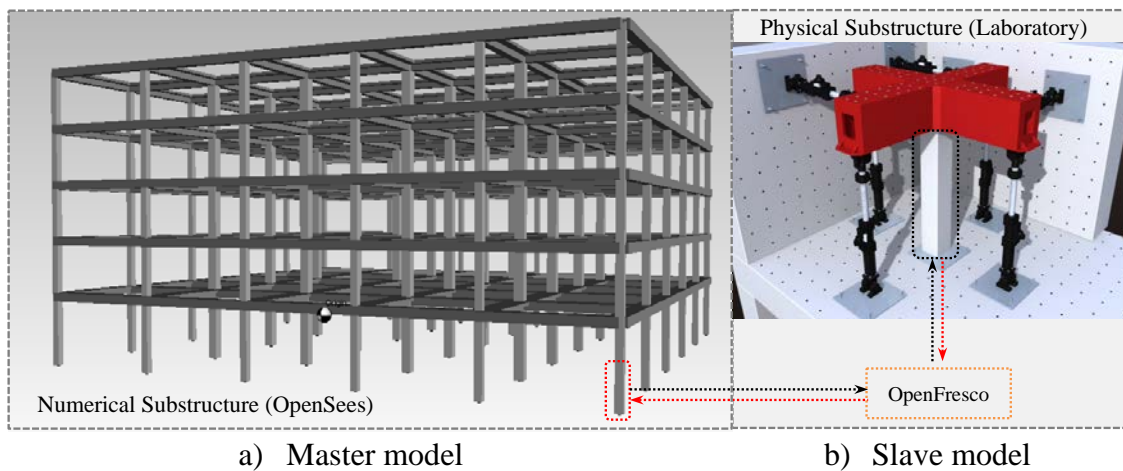 Physical Substructure (Laboratory)
Numerical Substructure (OpenSees)
OpenFresco
a) Master model
b) Slave model